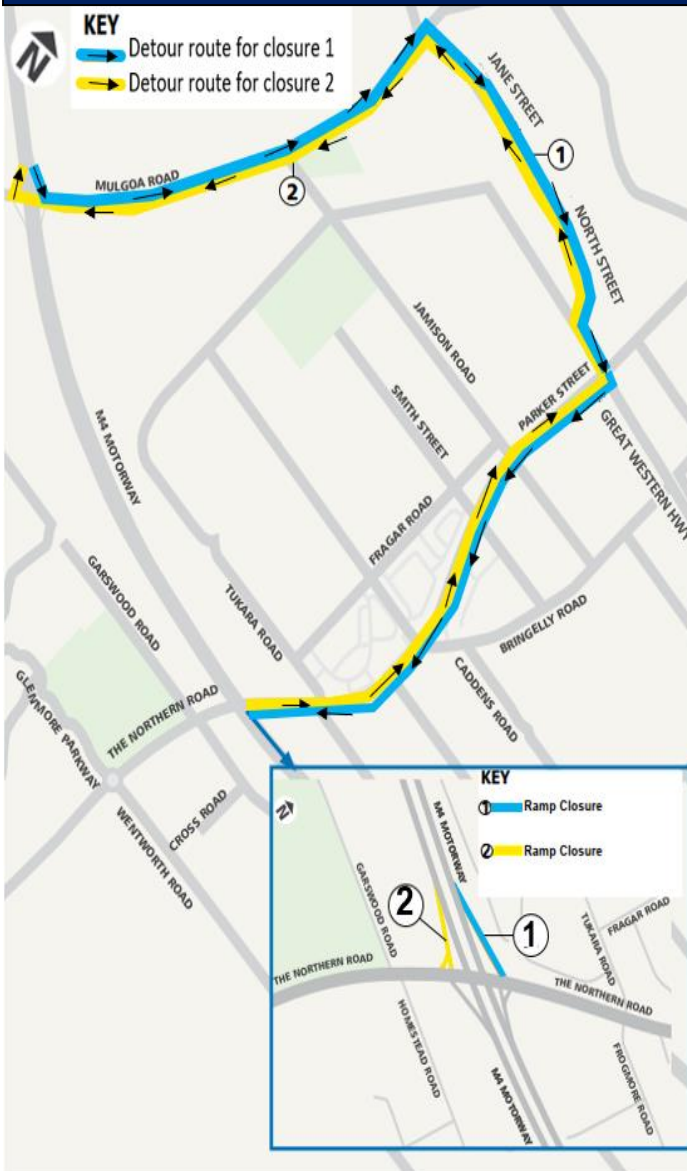 KEY
N
Detour route for closure 1
Detour route for closure 2
JANE STREET
1
MULGOA ROAD
2
NORTH STREET
JAMISON ROAD
SMITH STREET
PARKER STREET
GREAT WESTERN HWY
M4 MOTORWAY
FRAGAR ROAD
GARSWOOD ROAD
TUKARA ROAD
BRINGELLY ROAD
CADDENS ROAD
GLENMORE PARKWAY
THE NORTHERN ROAD
WENTWORTH ROAD
CROSS ROAD
KEY
N
1 Ramp Closure
2 Ramp Closure
M4 MOTORWAY
GARSWOOD ROAD
2
1
TUKARA ROAD
FRAGAR ROAD
THE NORTHERN ROAD
THE NORTHERN ROAD
HOMESTEAD ROAD
FROGMORE ROAD
M4 MOTORWAY